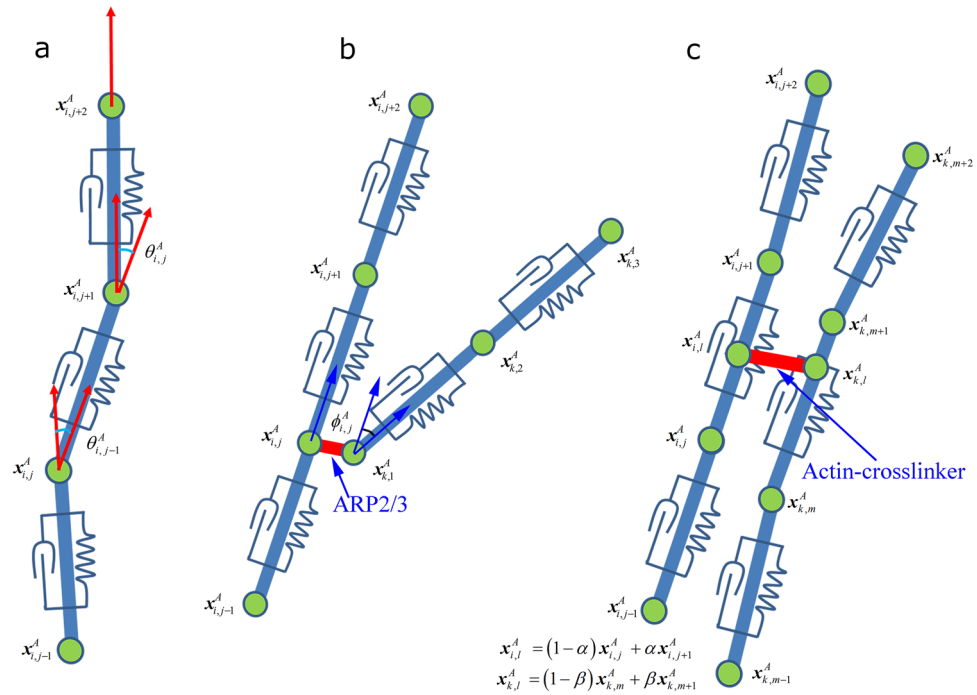 a
x^A_{i,j+2}
θ^A_{i,j}
x^A_{i,j+1}
θ^A_{i,j−1}
x^A_{i,j}
x^A_{i,j−1}
b
x^A_{i,j+2}
x^A_{k,3}
x^A_{i,j+1}
x^A_{k,2}
x^A_{i,j}
ϕ^A_{i,j}
x^A_{k,1}
ARP2/3
x^A_{i,j−1}
c
x^A_{i,j+2}
x^A_{k,m+2}
x^A_{i,j+1}
x^A_{k,m+1}
x^A_{i,l}
x^A_{k,l}
x^A_{i,j}
Actin-crosslinker
x^A_{k,m}
x^A_{i,j−1}
x^A_{k,m−1}
x^A_{i,l} = (1−α) x^A_{i,j} + α x^A_{i,j+1}
x^A_{k,l} = (1−β) x^A_{k,m} + β x^A_{k,m+1}